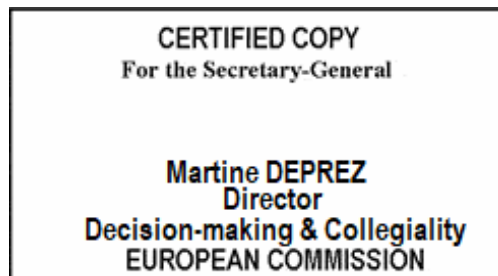 CERTIFIED COPY
For the Secretary-General
Martine DEPREZ
Director
Decision-making & Collegiality
EUROPEAN COMMISSION